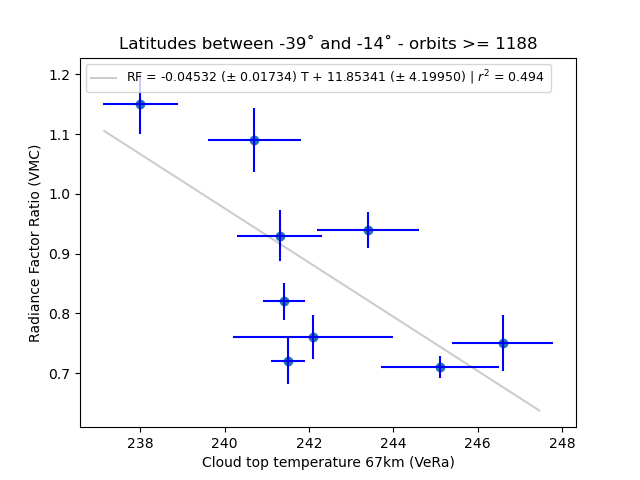 Latitudes between -39˚ and -14˚ - orbits >= 1188
RF = -0.04532 (± 0.01734) T + 11.85341 (± 4.19950) | r² = 0.494
1.2
1.1
1.0
0.9
0.8
0.7
Radiance Factor Ratio (VMC)
238 240 242 244 246 248
Cloud top temperature 67km (VeRa)